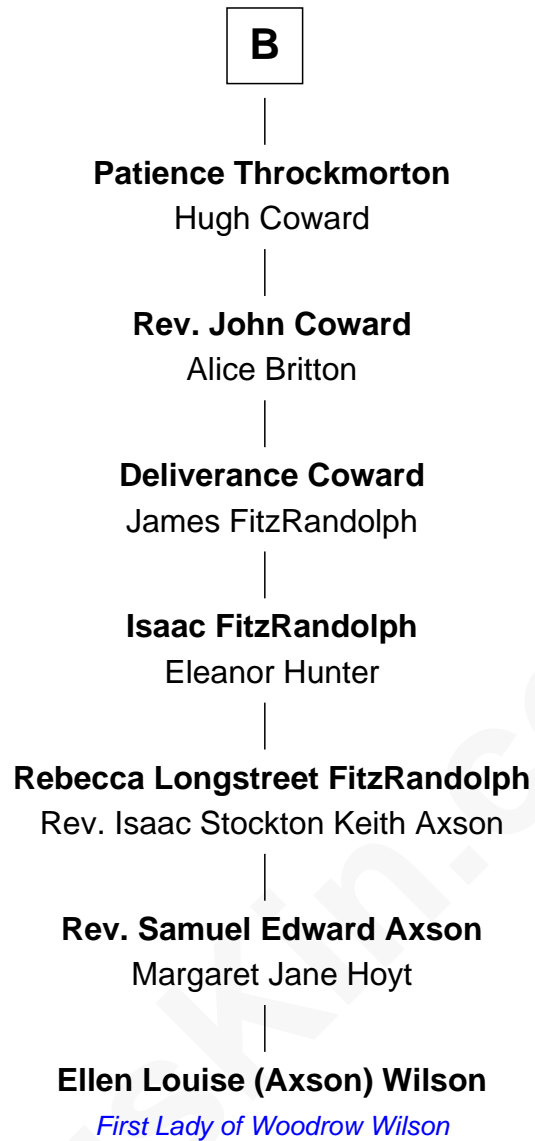 B
Patience Throckmorton
Hugh Coward
Rev. John Coward
Alice Britton
Deliverance Coward
James FitzRandolph
Isaac FitzRandolph
Eleanor Hunter
Rebecca Longstreet FitzRandolph
Rev. Isaac Stockton Keith Axson
Rev. Samuel Edward Axson
Margaret Jane Hoyt
Ellen Louise (Axson) Wilson
First Lady of Woodrow Wilson